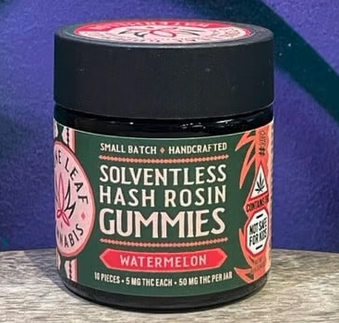 SMALL BATCH ♦ HANDCRAFTED
SOLVENTLESS
HASH ROSIN
GUMMIES
WATERMELON
10 PIECES • 5 MG THC EACH • 50 MG THC PER JAR
LEAF
NOT SAFE
FOR KIDS